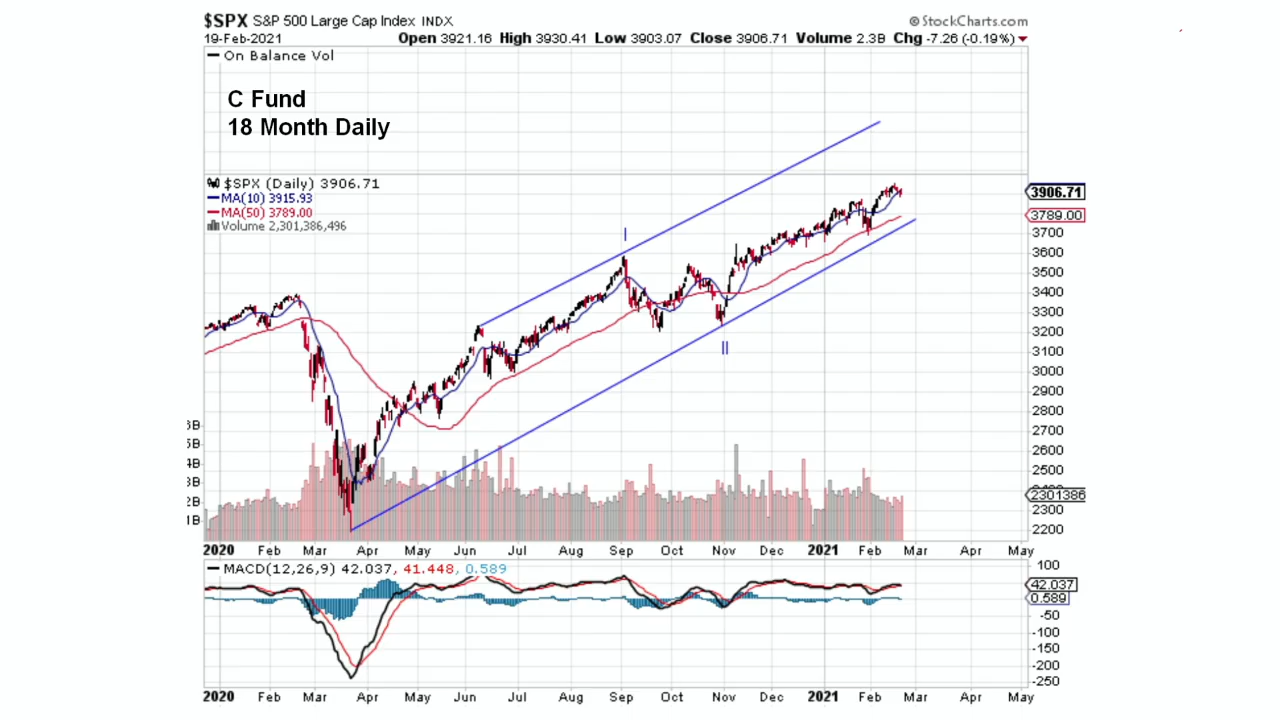 $SPX S&P 500 Large Cap Index INDX
© StockCharts.com
19-Feb-2021
Open 3921.16 High 3930.41 Low 3903.07 Close 3906.71 Volume 2.3B Chg -7.26 (-0.19%)
On Balance Vol
C Fund
18 Month Daily
$SPX (Daily) 3906.71
MA(10) 3915.93
MA(50) 3789.00
Volume 2,301,386,496
I
II
3906.71
3789.00
3700
3600
3500
3400
3300
3200
3100
3000
2900
2800
2700
2600
2500
2400
2301386
2300
2200
5B
4B
3B
2B
1B
2020 Feb Mar Apr May Jun Jul Aug Sep Oct Nov Dec 2021 Feb Mar Apr May
MACD(12,26,9) 42.037, 41.448, 0.589
100
42.037
0.589
-50
-100
-150
-200
-250
2020 Feb Mar Apr May Jun Jul Aug Sep Oct Nov Dec 2021 Feb Mar Apr May